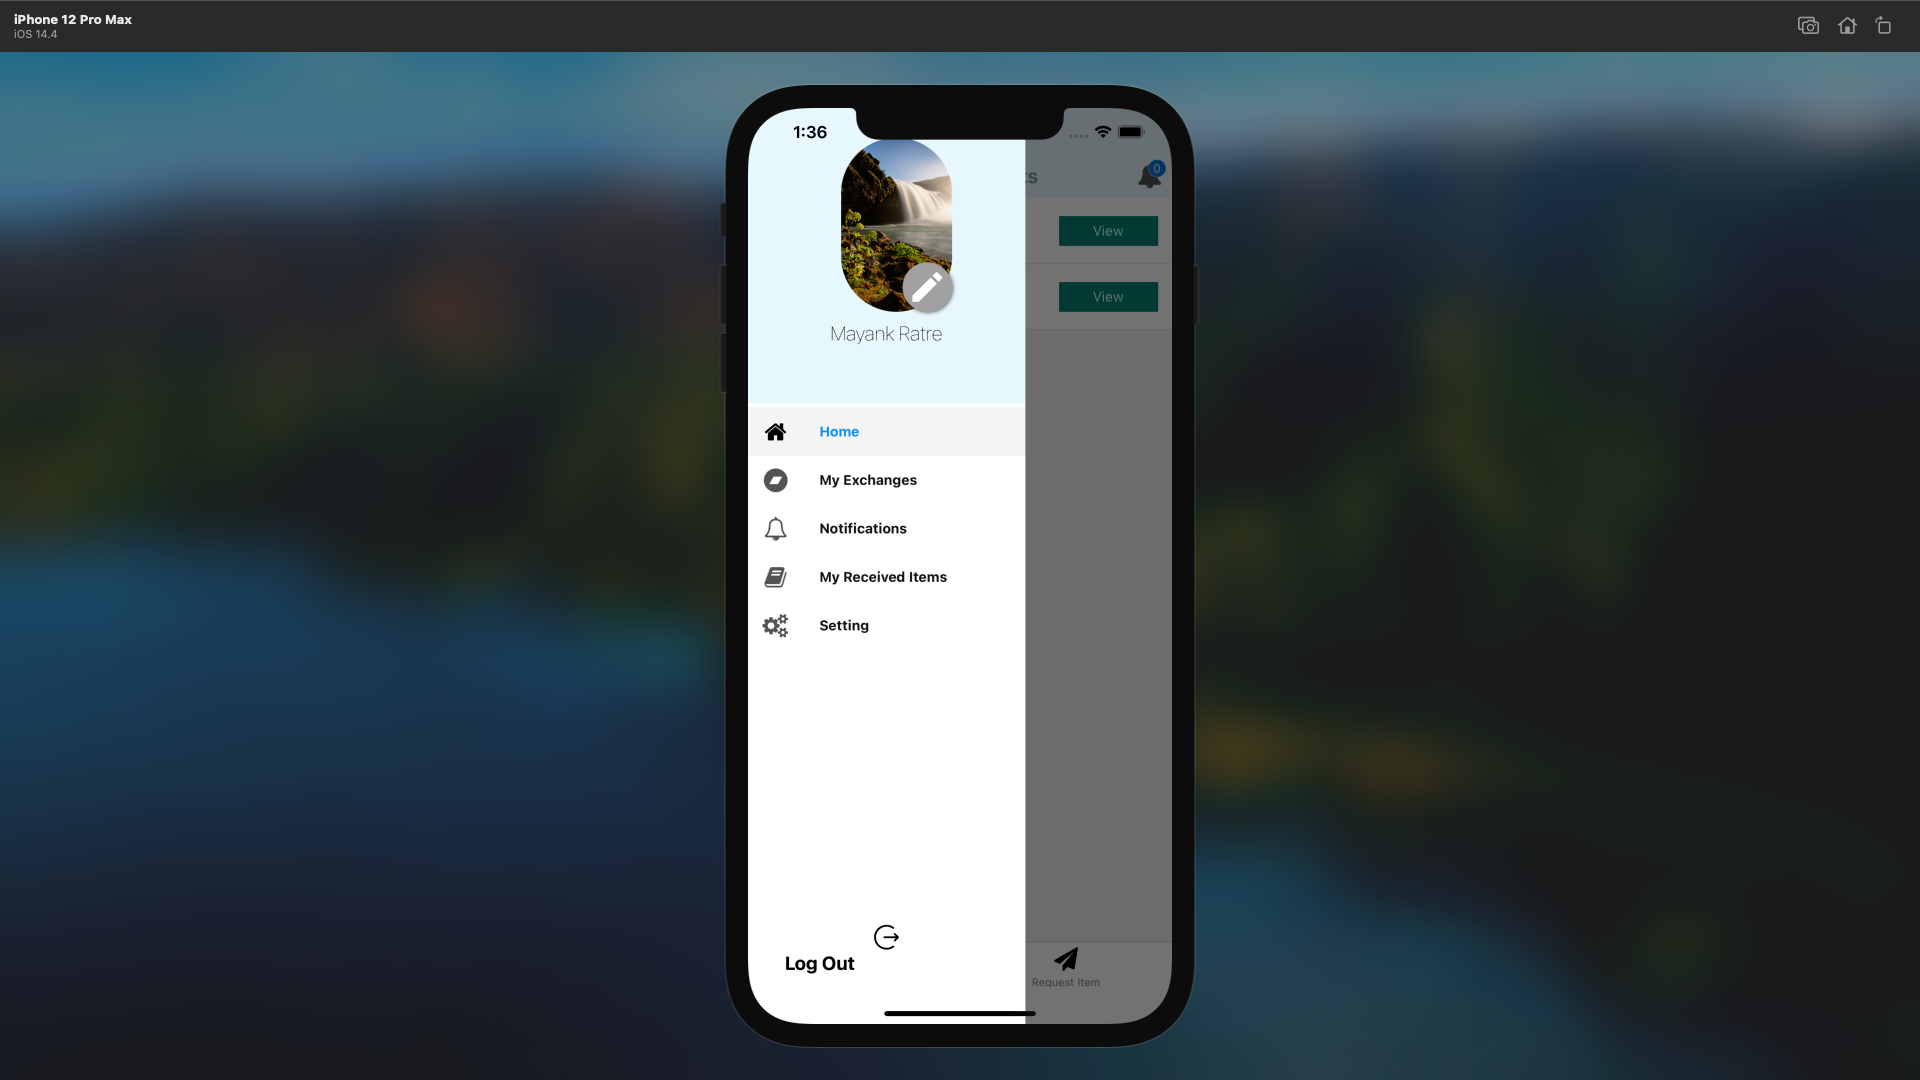 iPhone 12 Pro Max
iOS 14.4
1:36
ts
0
View
View
Mayank Ratre
Home
My Exchanges
Notifications
My Received Items
Setting
Log Out
Request Item